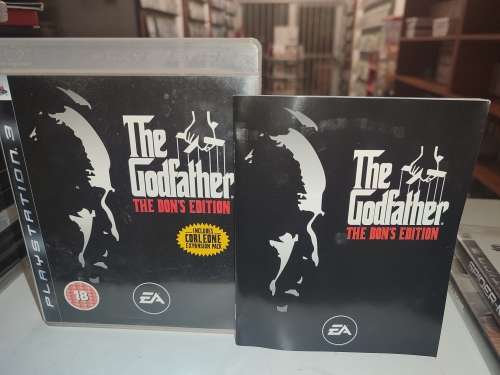 PLAYSTATION 3
The
Godfather
THE DON'S EDITION
INCLUDES
CORLEONE
EXPANSION PACK
18
EA
The
Godfather
THE DON'S EDITION
EA